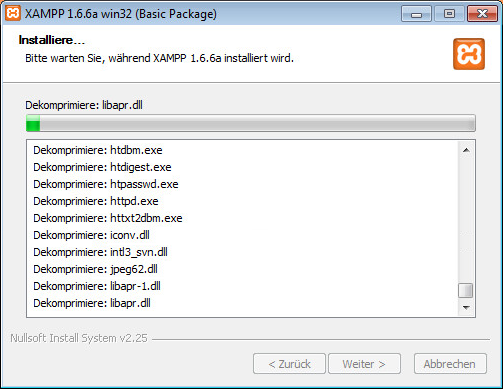 XAMPP 1.6.6a win32 (Basic Package)
Installiere...
Bitte warten Sie, während XAMPP 1.6.6a installiert wird.
Dekomprimiere: libapr.dll
Dekomprimiere: htdbm.exe
Dekomprimiere: htdigest.exe
Dekomprimiere: htpasswd.exe
Dekomprimiere: httpd.exe
Dekomprimiere: httxt2dbm.exe
Dekomprimiere: iconv.dll
Dekomprimiere: intl3_svn.dll
Dekomprimiere: jpeg62.dll
Dekomprimiere: libapr-1.dll
Dekomprimiere: libapr.dll
Nullsoft Install System v2.25
< Zurück
Weiter >
Abbrechen